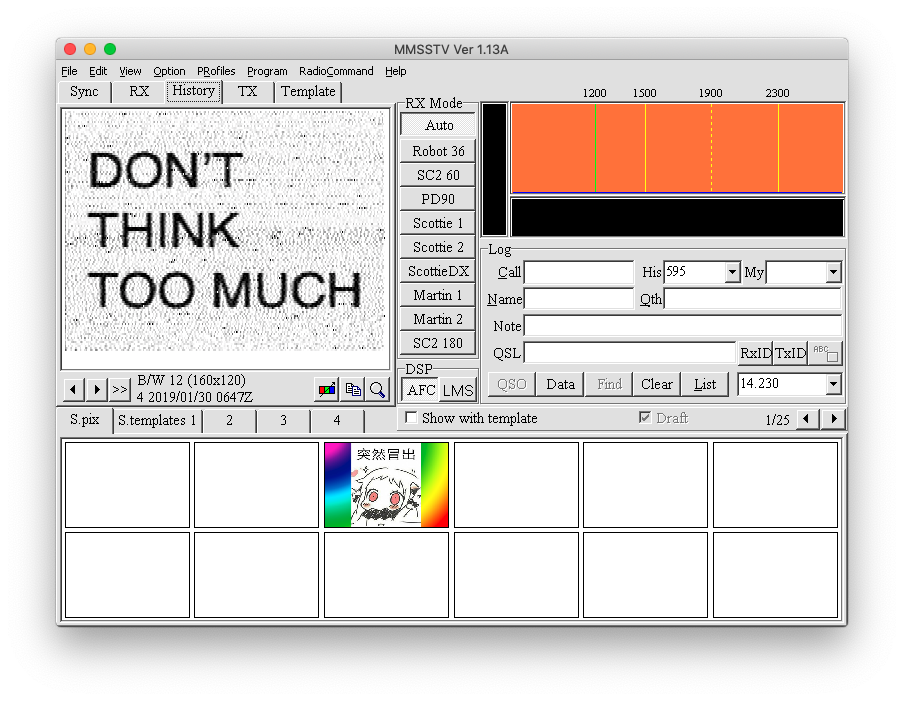 MMSSTV Ver 1.13A
File Edit View Option PRofiles Program RadioCommand Help
Sync RX History TX Template
DON'T
THINK
TOO MUCH
>> B/W 12 (160x120)
4 2019/01/30 0647Z
RX Mode
Auto
Robot 36
SC2 60
PD90
Scottie 1
Scottie 2
ScottieDX
Martin 1
Martin 2
SC2 180
DSP
AFC LMS
1200 1500 1900 2300
Log
Call His 595 My
Name Qth
Note
QSL RxID TxID ABC
QSO Data Find Clear List 14.230
Show with template Draft 1/25
S.pix S.templates 1 2 3 4
突然冒出